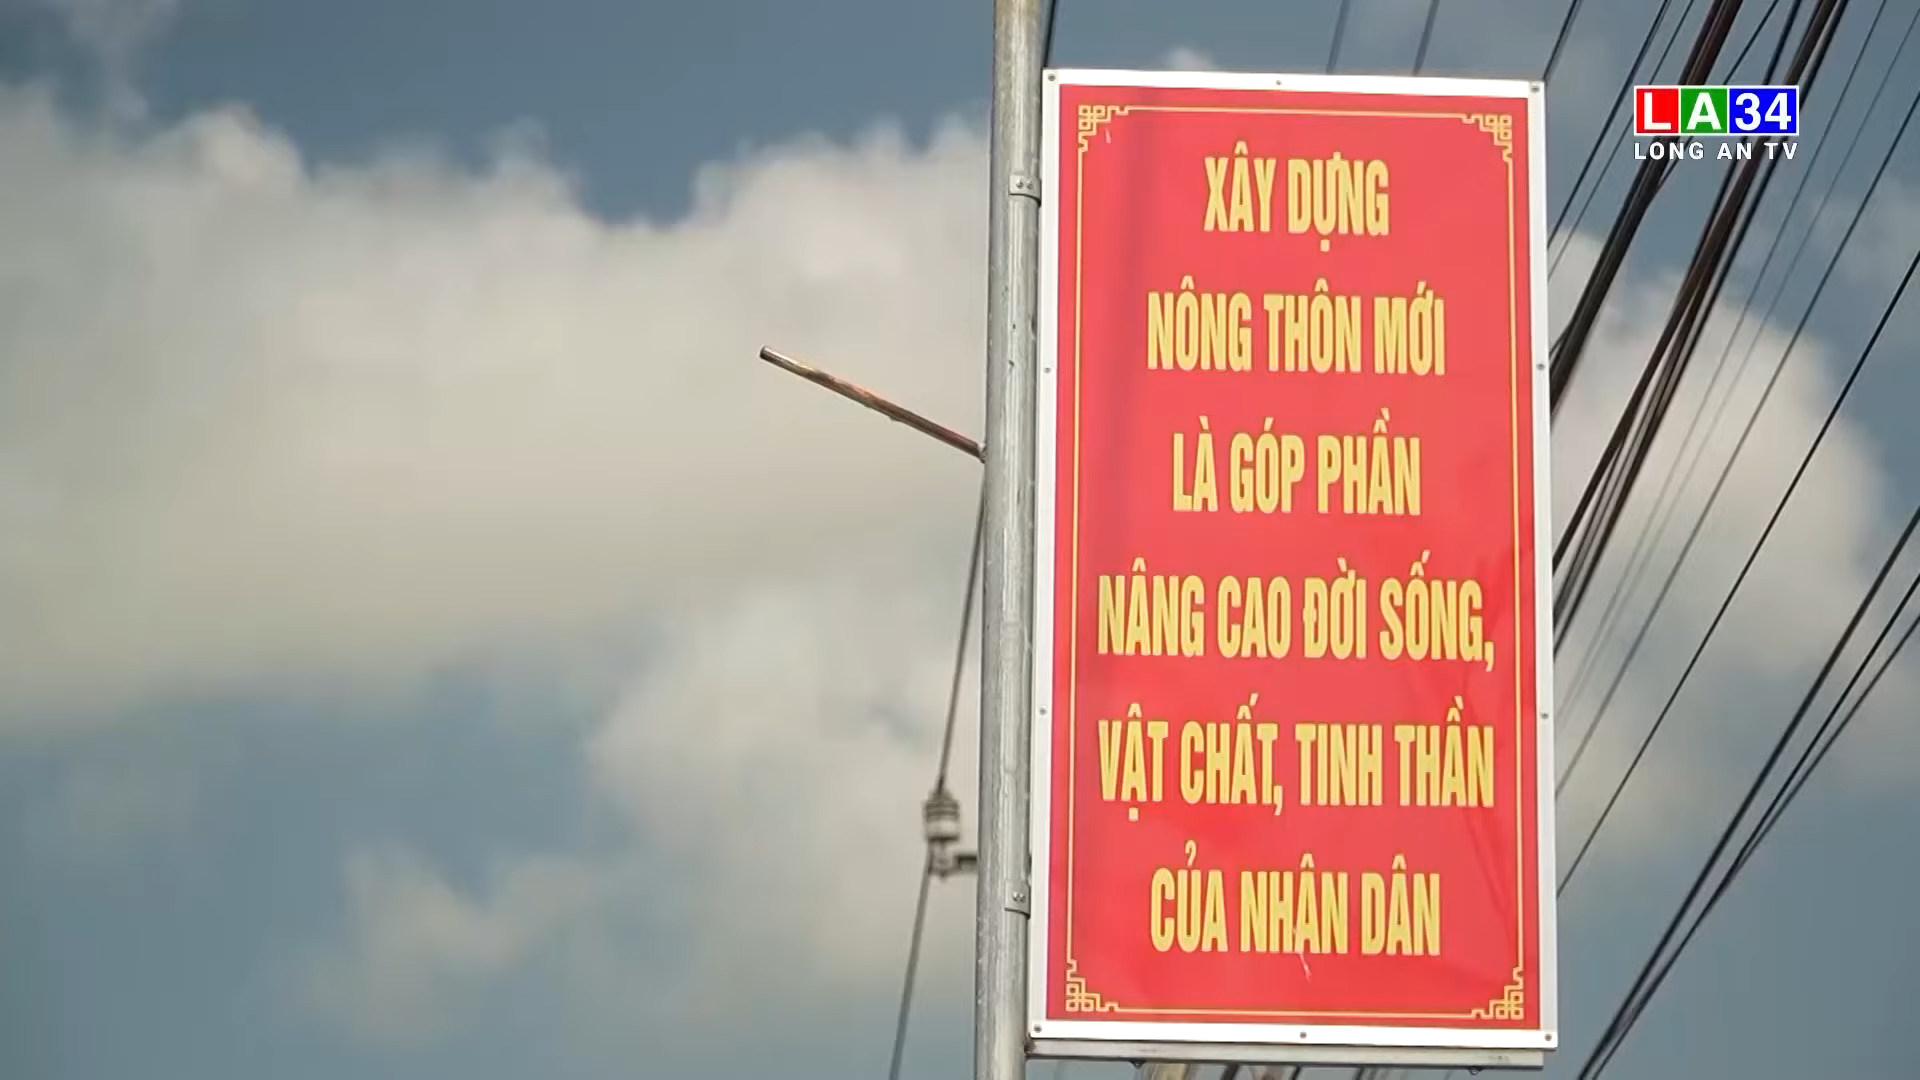 LA34
LONG AN TV
XÂY DỰNG
NÔNG THÔN MỚI
LÀ GÓP PHẦN
NÂNG CAO ĐỜI SỐNG,
VẬT CHẤT, TINH THẦN
CỦA NHÂN DÂN